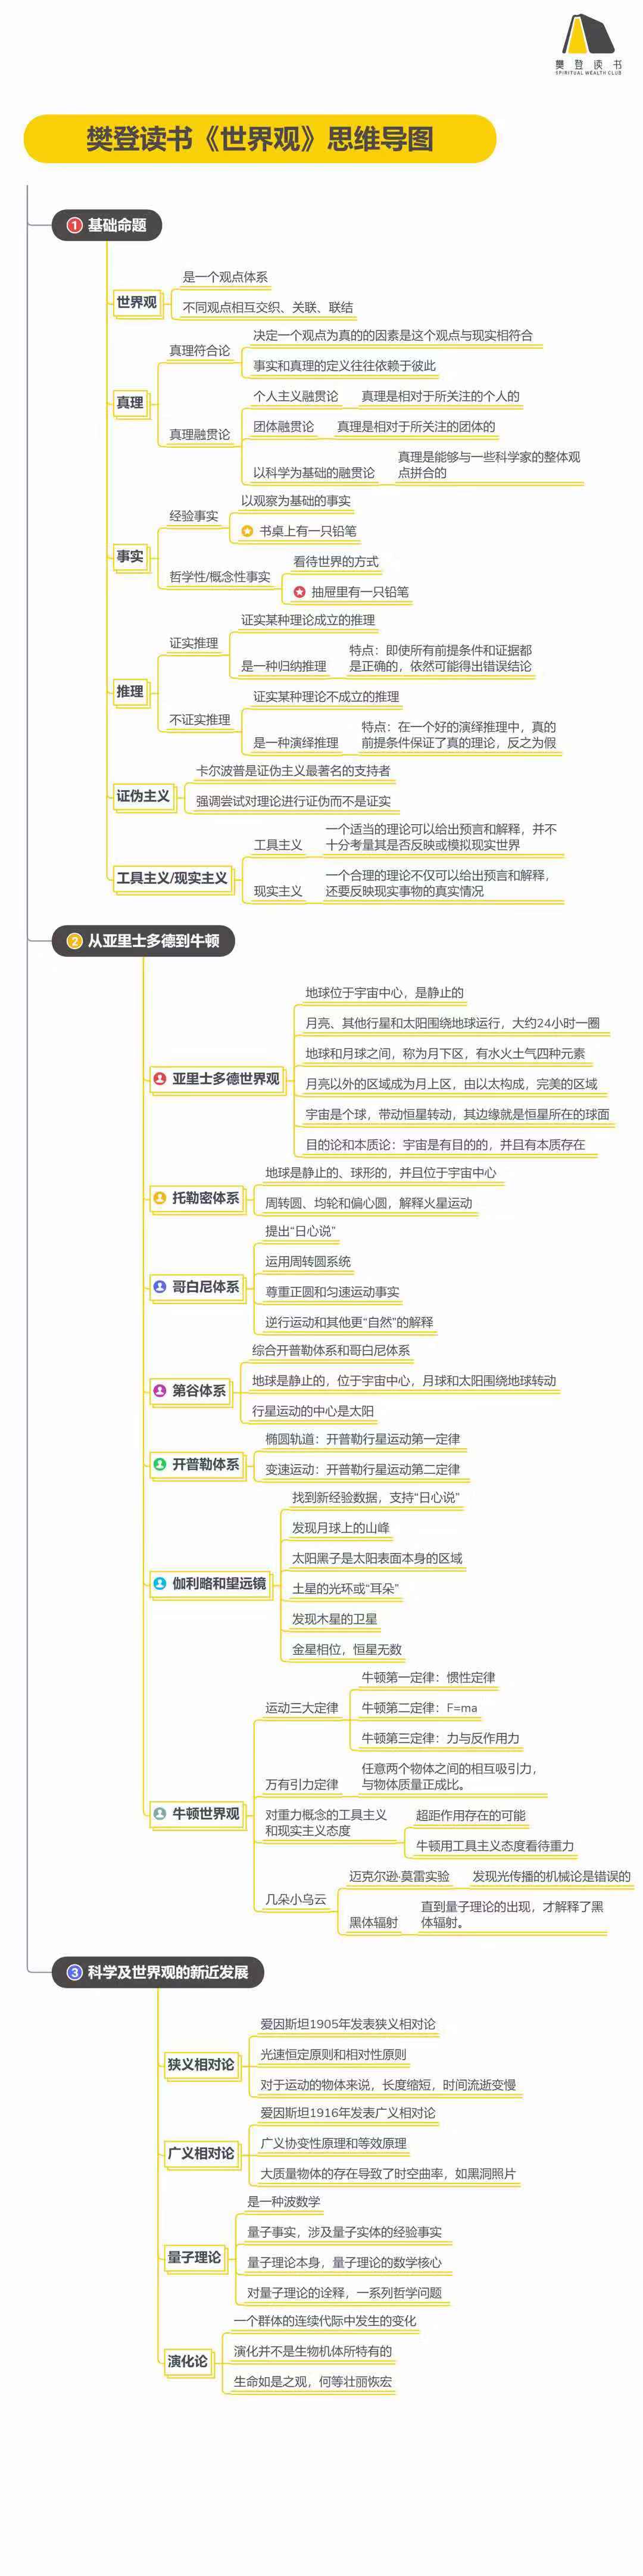 樊登读书
SPIRITUAL WEALTH CLUB
樊登读书《世界观》思维导图
1 基础命题
世界观
是一个观点体系
不同观点相互交织、关联、联结
真理
真理符合论
决定一个观点为真的的因素是这个观点与现实相符合
事实和真理的定义往往依赖于彼此
真理融贯论
个人主义融贯论
真理是相对于所关注的个人的
团体融贯论
真理是相对于所关注的团体的
以科学为基础的融贯论
真理是能够与一些科学家的整体观
点拼合的
事实
经验事实
以观察为基础的事实
书桌上有一只铅笔
哲学性/概念性事实
看待世界的方式
抽屉里有一只铅笔
推理
证实推理
证实某种理论成立的推理
是一种归纳推理
特点：即使所有前提条件和证据都
是正确的，依然可能得出错误结论
不证实推理
证实某种理论不成立的推理
是一种演绎推理
特点：在一个好的演绎推理中，真的
前提条件保证了真的理论，反之为假
证伪主义
卡尔波普是证伪主义最著名的支持者
强调尝试对理论进行证伪而不是证实
工具主义/现实主义
工具主义
一个适当的理论可以给出预言和解释，并不
十分考量其是否反映或模拟现实世界
现实主义
一个合理的理论不仅可以给出预言和解释，
还要反映现实事物的真实情况
2 从亚里士多德到牛顿
亚里士多德世界观
地球位于宇宙中心，是静止的
月亮、其他行星和太阳围绕地球运行，大约24小时一圈
地球和月球之间，称为月下区，有水火土气四种元素
月亮以外的区域成为月上区，由以太构成，完美的区域
宇宙是个球，带动恒星转动，其边缘就是恒星所在的球面
目的论和本质论：宇宙是有目的的，并且有本质存在
托勒密体系
地球是静止的、球形的，并且位于宇宙中心
周转圆、均轮和偏心圆，解释火星运动
哥白尼体系
提出“日心说”
运用周转圆系统
尊重正圆和匀速运动事实
逆行运动和其他更“自然”的解释
第谷体系
综合开普勒体系和哥白尼体系
地球是静止的，位于宇宙中心，月球和太阳围绕地球转动
行星运动的中心是太阳
开普勒体系
椭圆轨道：开普勒行星运动第一定律
变速运动：开普勒行星运动第二定律
伽利略和望远镜
找到新经验数据，支持“日心说”
发现月球上的山峰
太阳黑子是太阳表面本身的区域
土星的光环或“耳朵”
发现木星的卫星
金星相位，恒星无数
牛顿世界观
运动三大定律
牛顿第一定律：惯性定律
牛顿第二定律：F=ma
牛顿第三定律：力与反作用力
万有引力定律
任意两个物体之间的相互吸引力，
与物体质量正成比。
对重力概念的工具主义
和现实主义态度
超距作用存在的可能
牛顿用工具主义态度看待重力
几朵小乌云
迈克尔逊·莫雷实验
发现光传播的机械论是错误的
黑体辐射
直到量子理论的出现，才解释了黑
体辐射。
3 科学及世界观的新近发展
狭义相对论
爱因斯坦1905年发表狭义相对论
光速恒定原则和相对性原则
对于运动的物体来说，长度缩短，时间流逝变慢
广义相对论
爱因斯坦1916年发表广义相对论
广义协变性原理和等效原理
大质量物体的存在导致了时空曲率，如黑洞照片
量子理论
是一种波数学
量子事实，涉及量子实体的经验事实
量子理论本身，量子理论的数学核心
对量子理论的诠释，一系列哲学问题
演化论
一个群体的连续代际中发生的变化
演化并不是生物机体所特有的
生命如是之观，何等壮丽恢宏